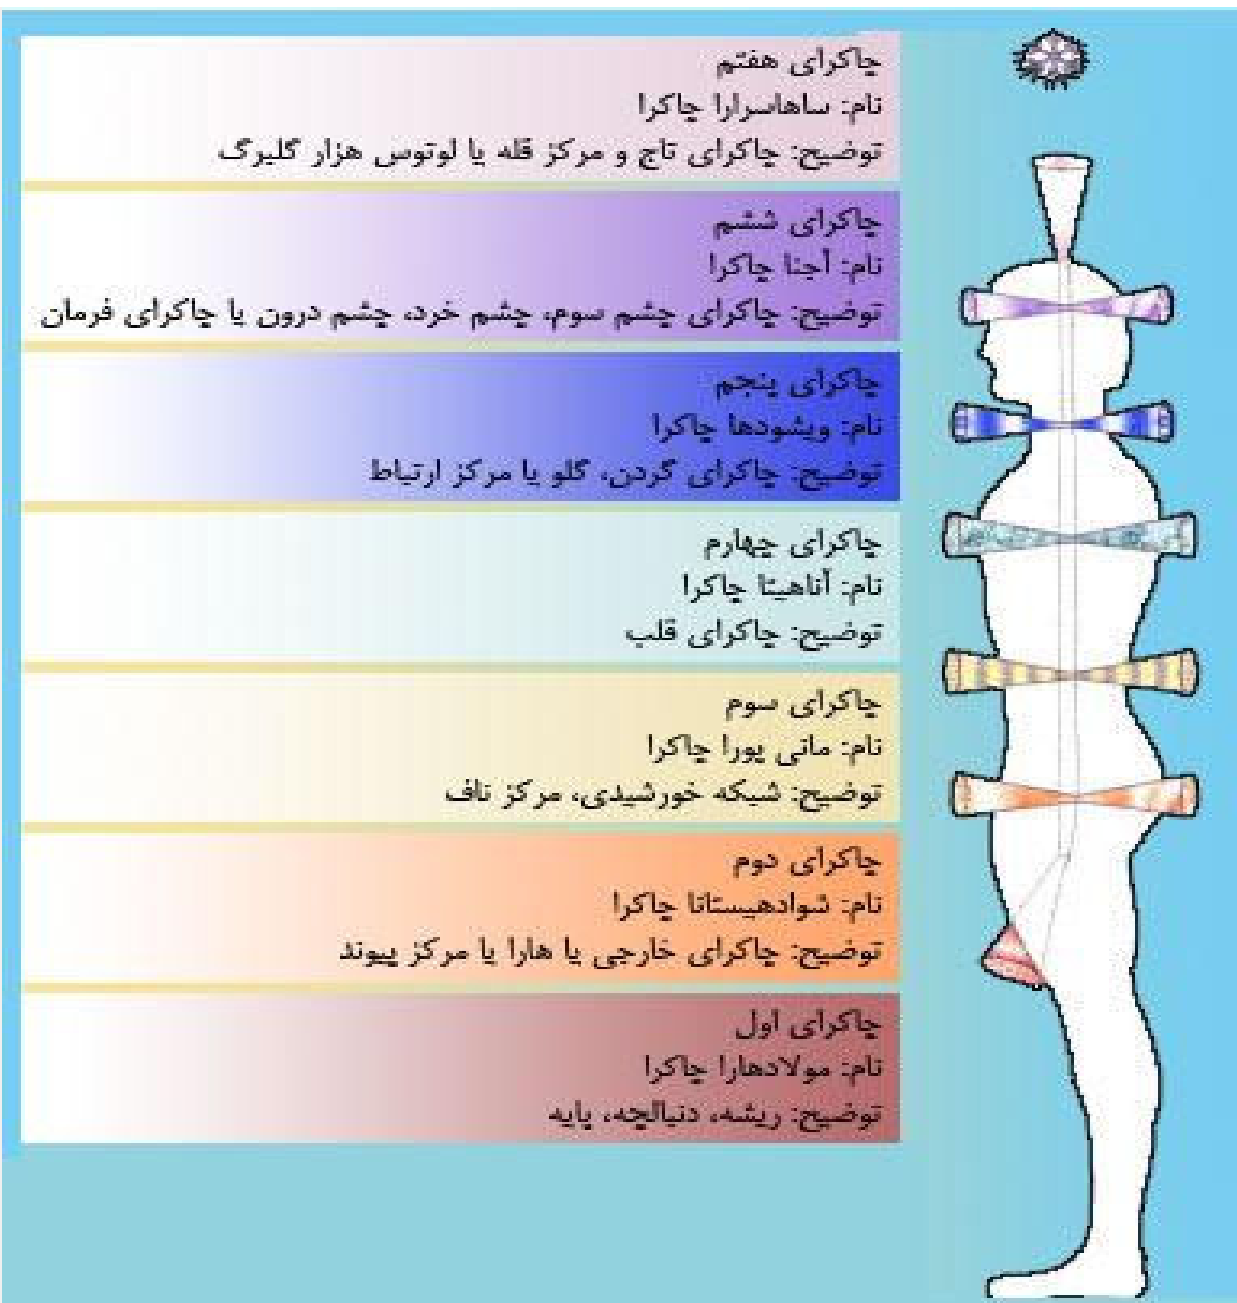 چاکرای هفتم
نام: ساهاسرارا چاکرا
توضیح: چاکرای تاج و مرکز قله یا لوتوس هزار گلبرگ
چاکرای ششم
نام: آجنا چاکرا
توضیح: چاکرای چشم سوم، چشم خرد، چشم درون یا چاکرای فرمان
چاکرای پنجم
نام: ویشودها چاکرا
توضیح: چاکرای گردن، گلو یا مرکز ارتباط
چاکرای چهارم
نام: آناهیتا چاکرا
توضیح: چاکرای قلب
چاکرای سوم
نام: مانی پورا چاکرا
توضیح: شبکه خورشیدی، مرکز ناف
چاکرای دوم
نام: شوادهیستانا چاکرا
توضیح: چاکرای خارجی یا هارا یا مرکز پیوند
چاکرای اول
نام: مولادهارا چاکرا
توضیح: ریشه، دنبالچه، پایه